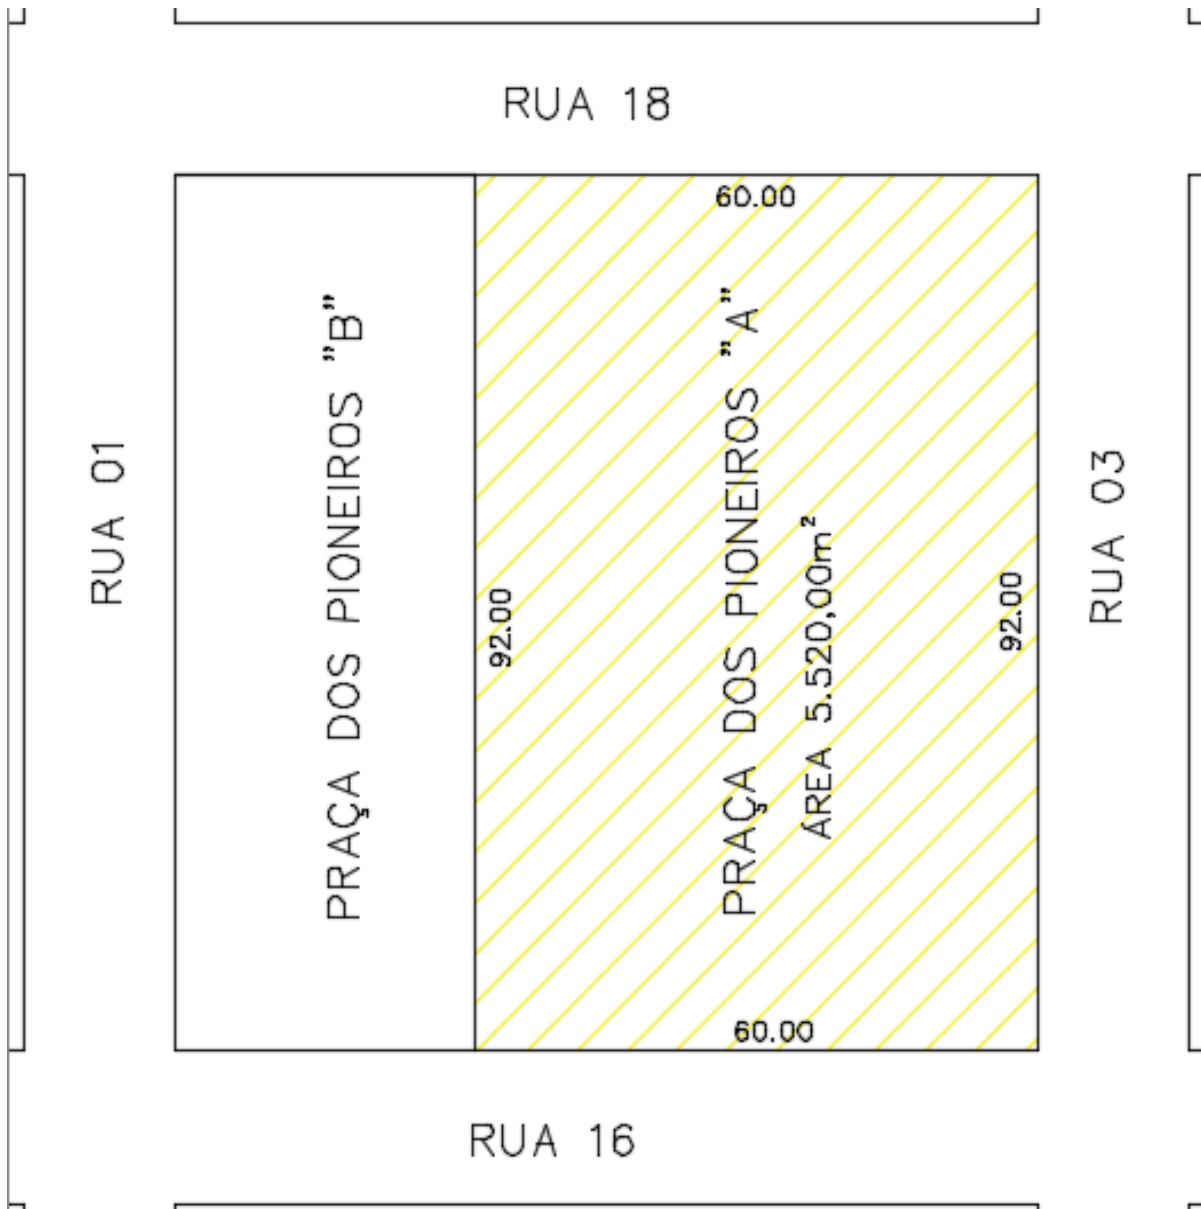 RUA 18
60.00
RUA 01
PRAÇA DOS PIONEIROS "B"
92.00
PRAÇA DOS PIONEIROS "A"
ÁREA 5.520,00m²
92.00
RUA 03
60.00
RUA 16